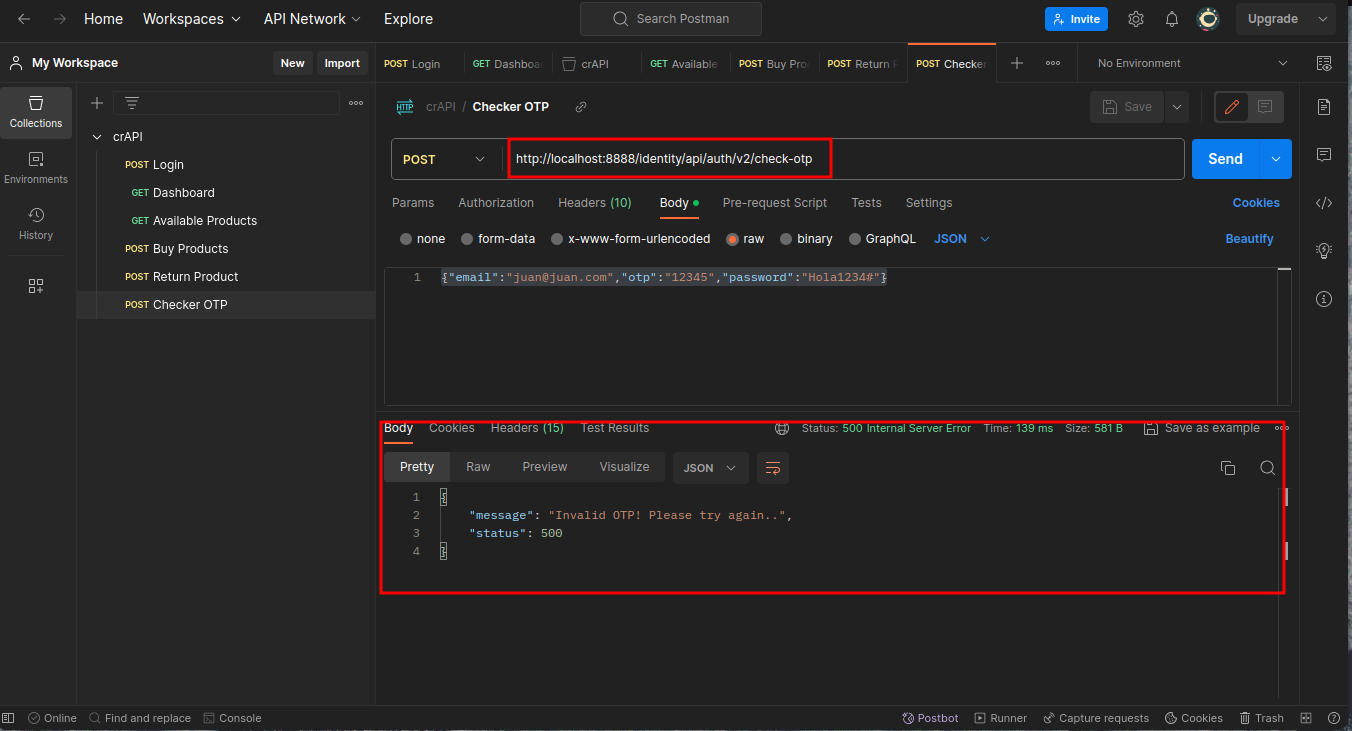 Home Workspaces API Network Explore Search Postman Invite Upgrade
My Workspace New Import POST Login GET Dashboa crAPI GET Available POST Buy Pro POST Return POST Checke No Environment
Collections
Environments
History
crAPI
POST Login
GET Dashboard
GET Available Products
POST Buy Products
POST Return Product
POST Checker OTP
HTTP crAPI / Checker OTP Save
POST http://localhost:8888/identity/api/auth/v2/check-otp Send
Params Authorization Headers (10) Body Pre-request Script Tests Settings Cookies
none form-data x-www-form-urlencoded raw binary GraphQL JSON Beautify
1 {"email":"juan@juan.com","otp":"12345","password":"Hola1234#"}
Body Cookies Headers (15) Test Results Status: 500 Internal Server Error Time: 139 ms Size: 581 B Save as example
Pretty Raw Preview Visualize JSON
1 {
2 "message": "Invalid OTP! Please try again..",
3 "status": 500
4 }
Online Find and replace Console Postbot Runner Capture requests Cookies Trash